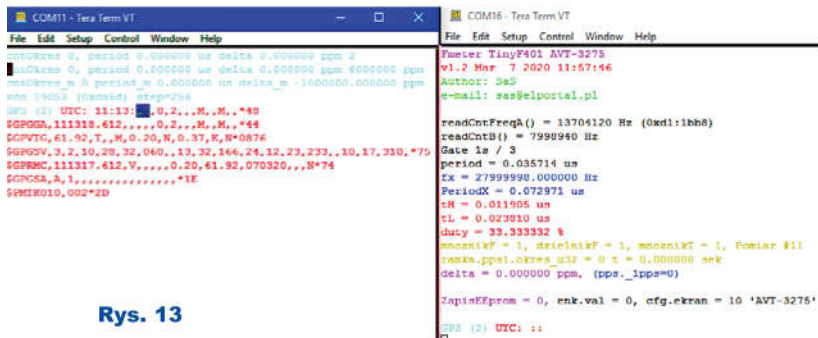 COM11 - Tera Term VT
File Edit Setup Control Window Help
cntOkres 0, period 0.000000 us delta 0.000000 ppm 2
cntOkres 0, period 0.000000 us delta 0.000000 ppm 6000000 ppm
cntOkres_m 0 period_m 0.000000 us delta_m -1000000.000000 ppm
19053 (0x4a6d) step=256
GPS (2) UTC: 11:13: ,0,2,,,M,,M,,*48
$GPGGA,111318.612,,,,,0,2,,,M,,M,,*44
$GPVTG,61.92,T,,M,0.20,N,0.37,K,N*0876
$GPGSV,3,2,10,28,32,060,,13,32,166,24,12,23,233,,10,17,310,*75
$GPRMC,111317.612,V,,,,,0.20,61.92,070320,,,N*74
$GPGSA,A,1,,,,,,,,,,,,,,,*1E
$PMTK010,002*2D
Rys. 13
COM16 - Tera Term VT
File Edit Setup Control Window Help
Fmeter TinyF401 AVT-3275
v1.2 Mar 7 2020 11:57:46
Author: SaS
e-mail: sas@elportal.pl
readCntFreqA() = 13704120 Hz (0xd1:1bb8)
readCntB() = 7998940 Hz
Gate 1s / 3
period = 0.035714 us
fx = 27999998.000000 Hz
PeriodX = 0.072971 us
tH = 0.011905 us
tL = 0.023810 us
duty = 33.333332 %
mnoznikF = 1, dzielnikF = 1, mnoznikT = 1, Pomiar #11
ramka.pps1.okres_u32 = 0 t = 0.000000 sek
delta = 0.000000 ppm, (pps._1pps=0)
ZapisEEprom = 0, enk.val = 0, cfg.ekran = 10 'AVT-3275'
GPS (2) UTC: ::